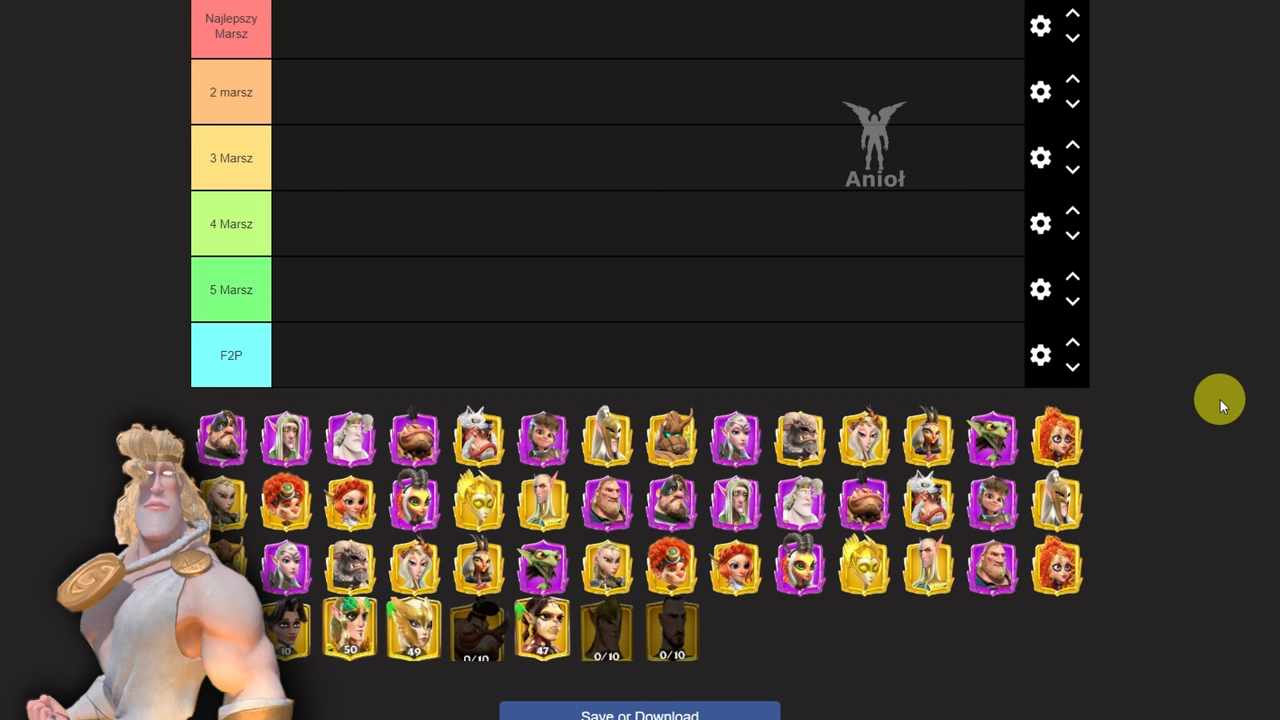 Najlepszy
Marsz
2 marsz
3 Marsz
Anioł
4 Marsz
5 Marsz
F2P
10
50
49
0/10
47
0/10
0/10
Save or Download